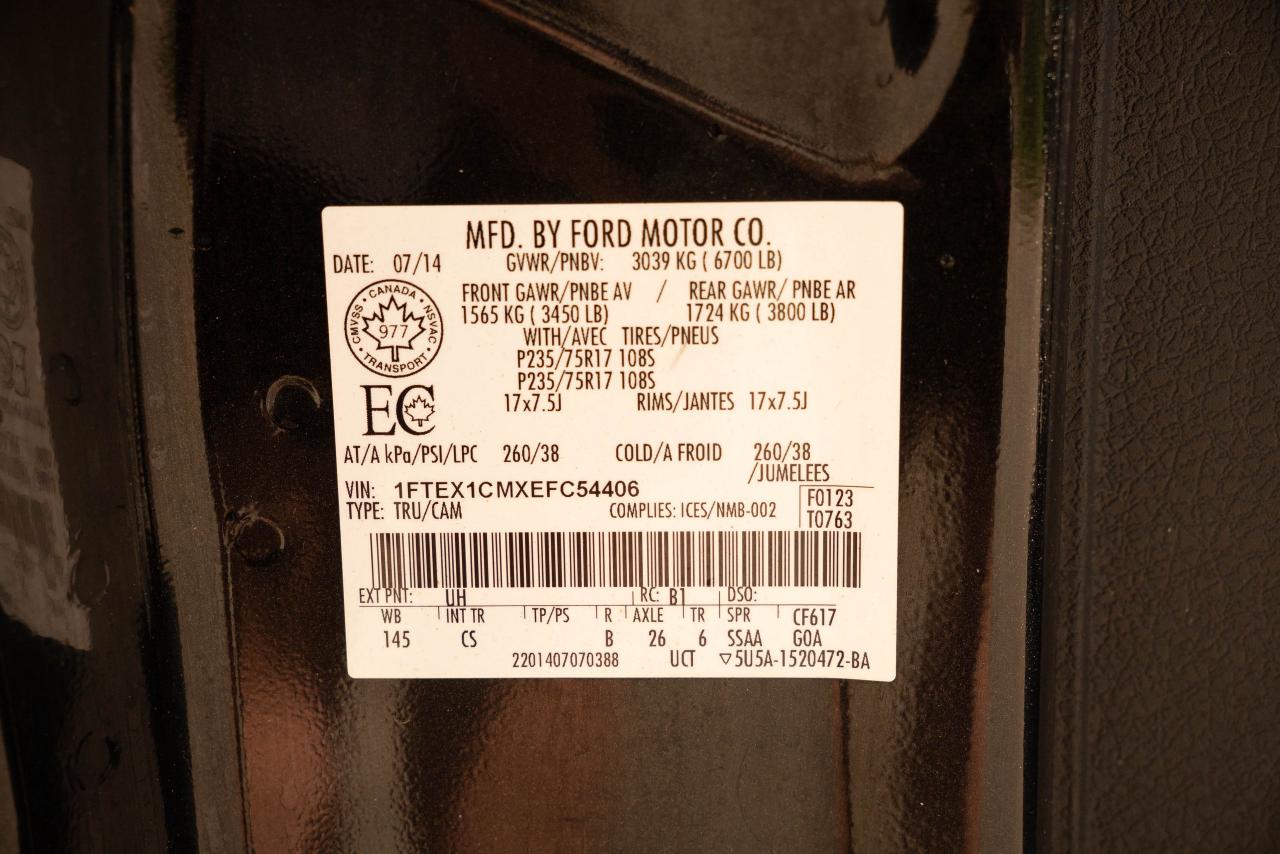 MFD. BY FORD MOTOR CO.
DATE: 07/14 GVWR/PNBV: 3039 KG ( 6700 LB)
FRONT GAWR/PNBE AV / REAR GAWR/ PNBE AR
1565 KG ( 3450 LB) 1724 KG ( 3800 LB)
WITH/AVEC TIRES/PNEUS
P235/75R17 108S
P235/75R17 108S
17x7.5J RIMS/JANTES 17x7.5J
CANADA
CMVSS 977 NSVAC
TRANSPORT
EC
AT/A kPa/PSI/LPC 260/38 COLD/A FROID 260/38
/JUMELEES
VIN: 1FTEX1CMXEFC54406
F0123
TYPE: TRU/CAM COMPLIES: ICES/NMB-002
T0763
EXT PNT: UH RC: B1 DSO:
WB INT TR TP/PS R AXLE TR SPR CF617
145 CS B 26 6 SSAA GOA
2201407070388 UCT ▽5U5A-1520472-BA